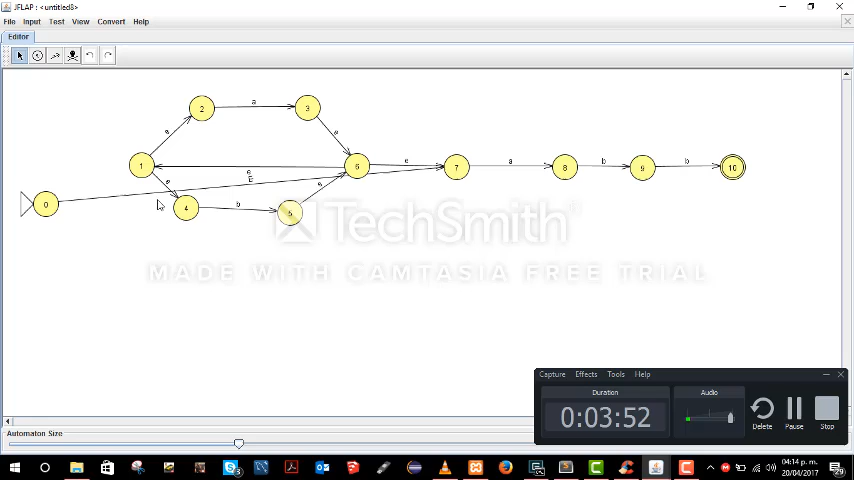 JFLAP : <untitled8>
File Input Test View Convert Help
Editor
2 a 3
e e
1 6 e 7 a 8 b 9 b 10
e
E
e e
0 4 b 5
TechSmith®
MADE WITH CAMTASIA FREE TRIAL
Capture Effects Tools Help
Duration Audio
0:03:52
Delete Pause Stop
Automaton Size
04:14 p. m.
20/04/2017